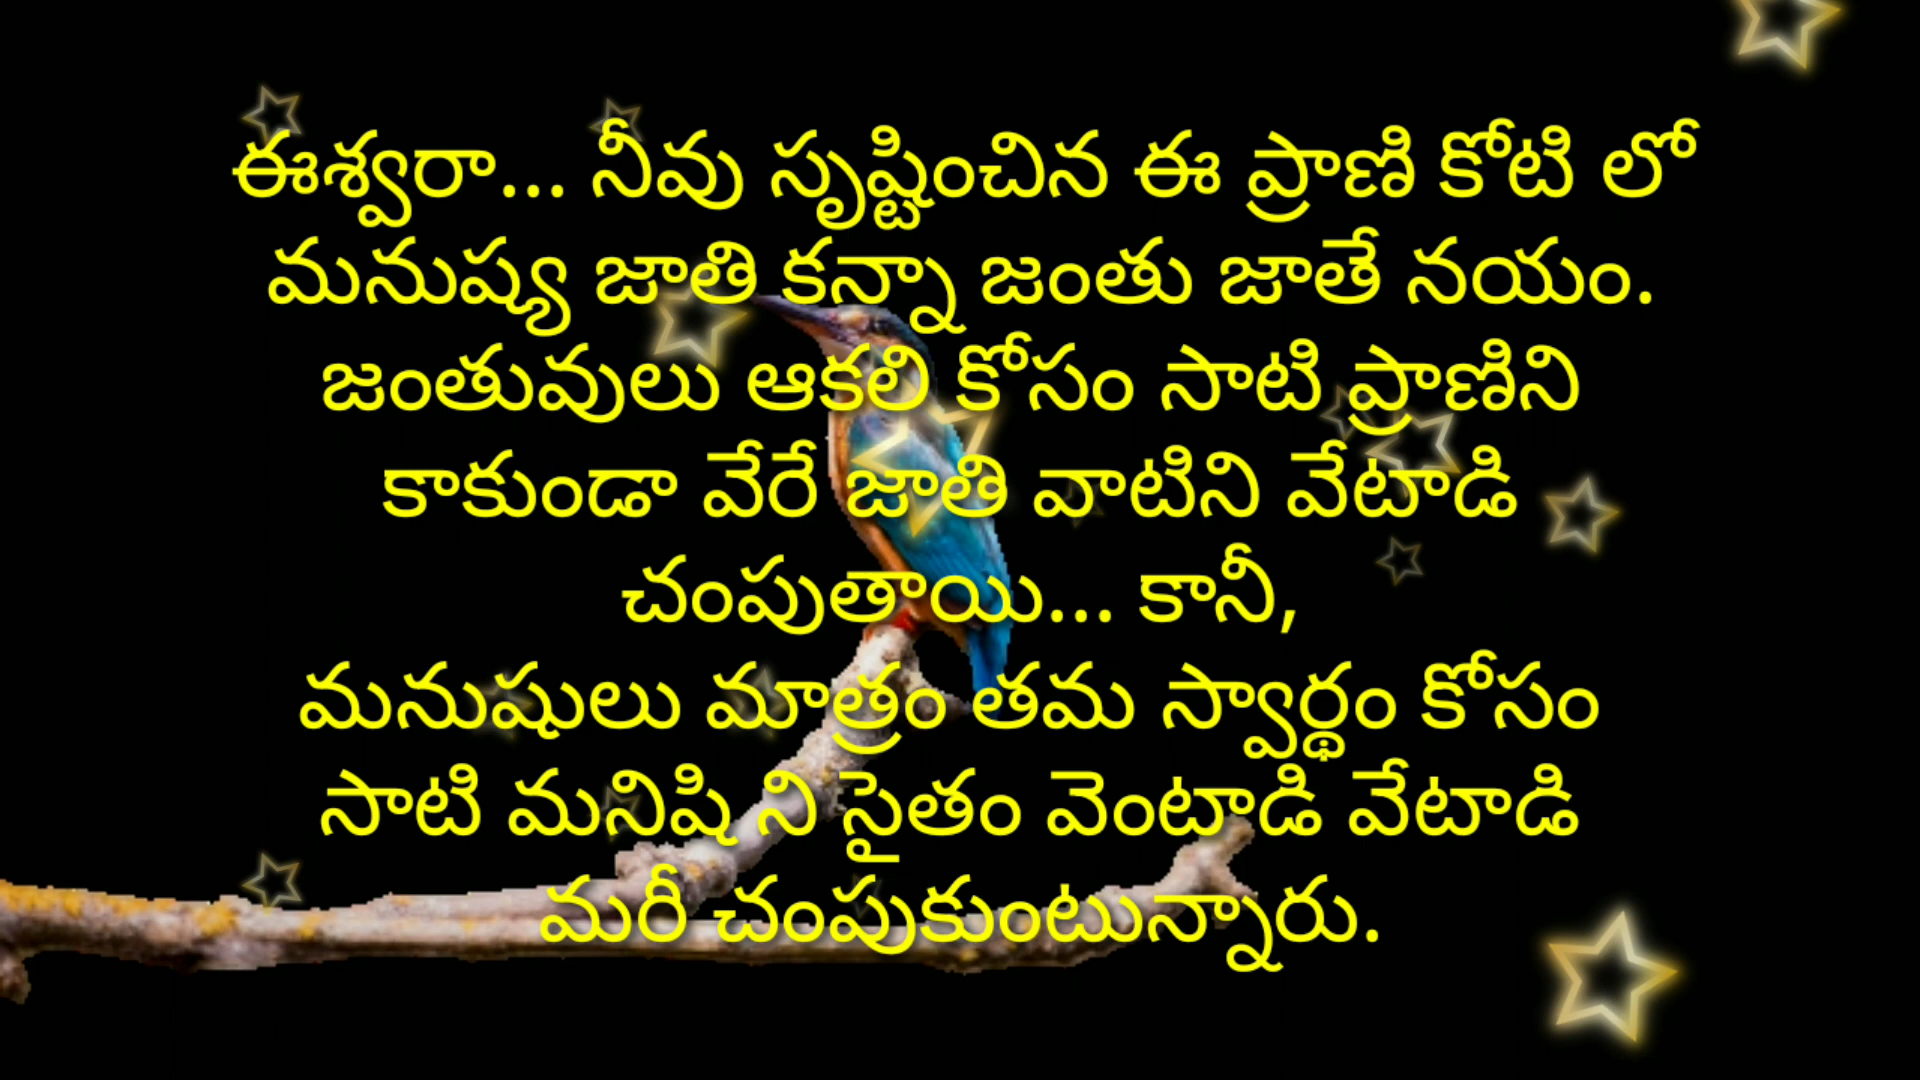 ఈశ్వరా... నీవు సృష్టించిన ఈ ప్రాణి కోటి లో
మనుష్య జాతి కన్నా జంతు జాతే నయం.
జంతువులు ఆకలి కోసం సాటి ప్రాణిని
కాకుండా వేరే జాతి వాటిని వేటాడి
చంపుతాయి... కానీ,
మనుషులు మాత్రం తమ స్వార్థం కోసం
సాటి మనిషి ని సైతం వెంటాడి వేటాడి
మరీ చంపుకుంటున్నారు.